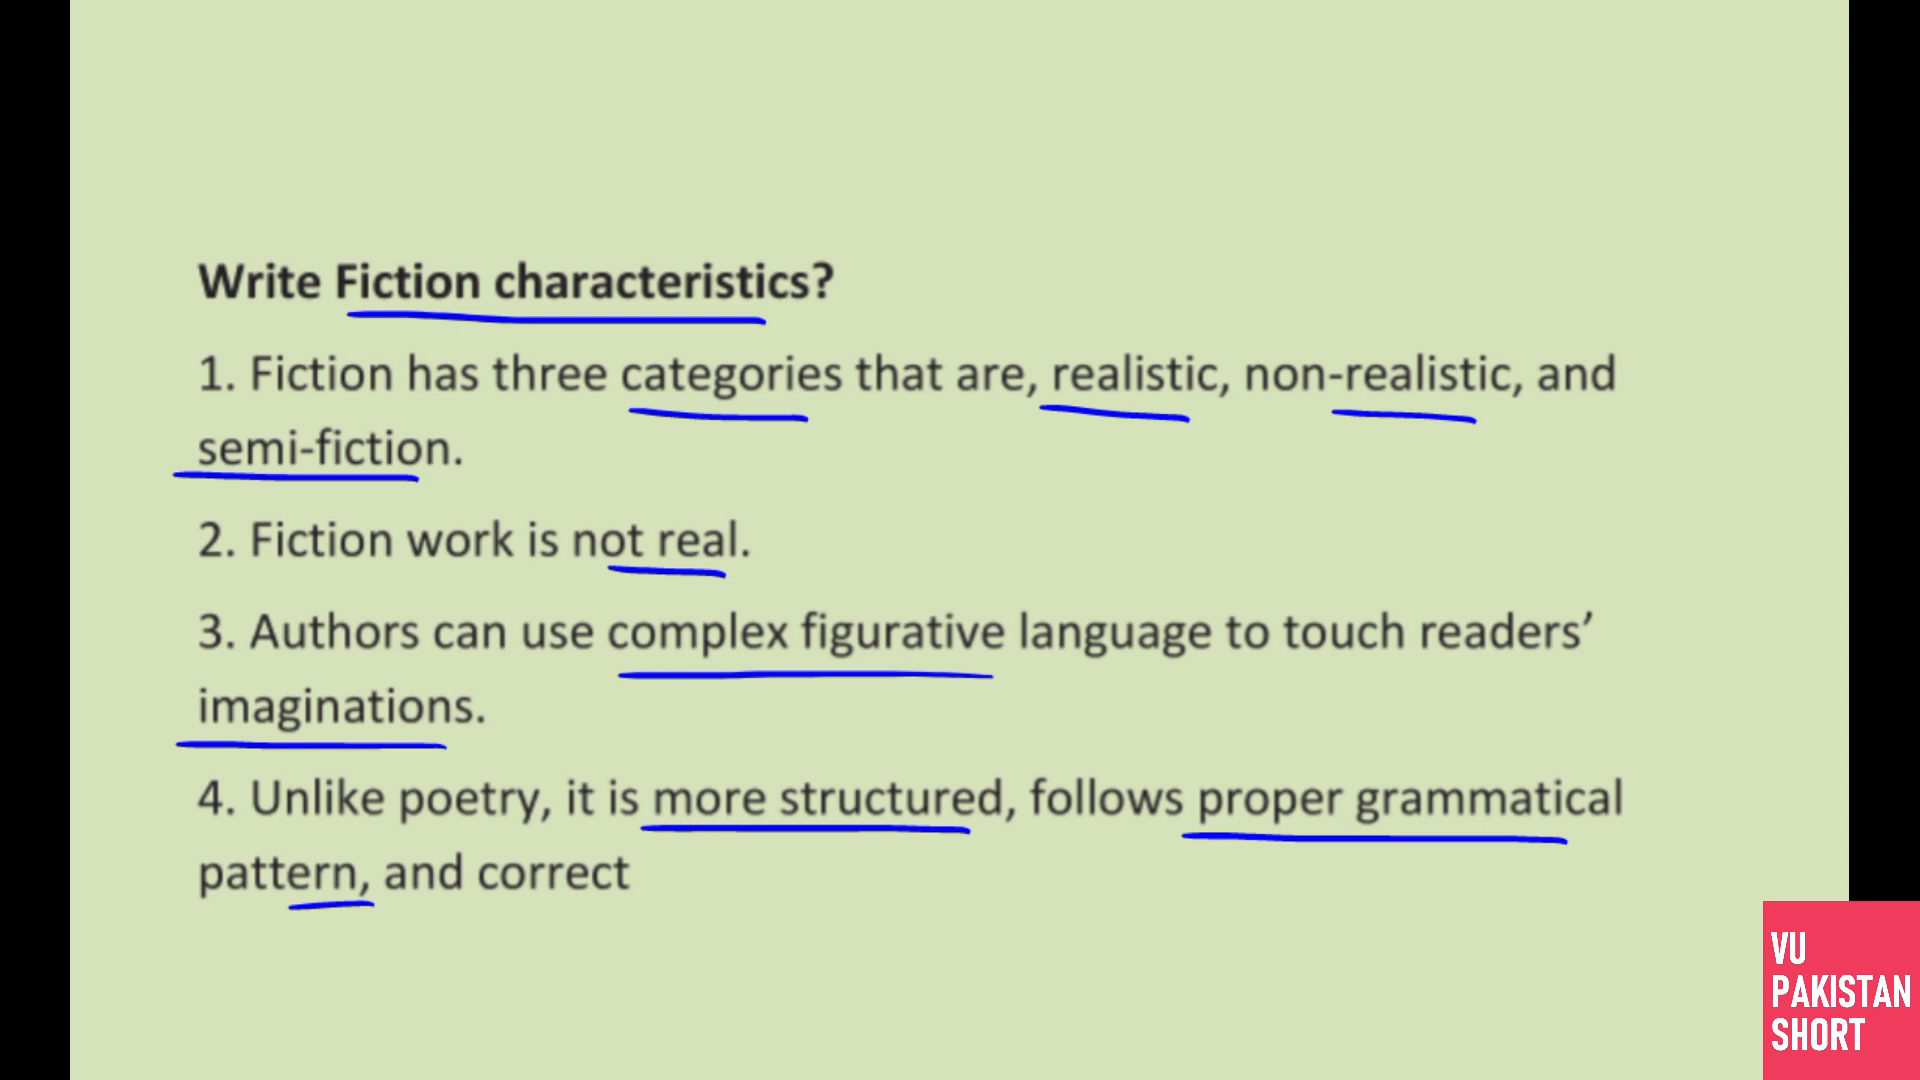 Write Fiction characteristics?
1. Fiction has three categories that are, realistic, non-realistic, and
semi-fiction.
2. Fiction work is not real.
3. Authors can use complex figurative language to touch readers’
imaginations.
4. Unlike poetry, it is more structured, follows proper grammatical
pattern, and correct
VU
PAKISTAN
SHORT